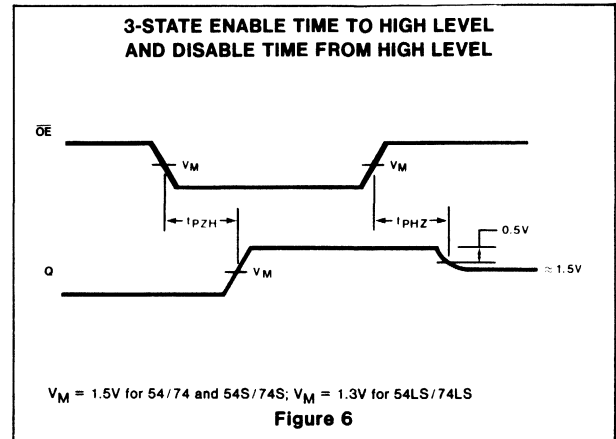 3-STATE ENABLE TIME TO HIGH LEVEL
AND DISABLE TIME FROM HIGH LEVEL
OE
VM
VM
tPZH
tPHZ
0.5V
Q
VM
≈ 1.5V
VM = 1.5V for 54/74 and 54S/74S; VM = 1.3V for 54LS/74LS
Figure 6